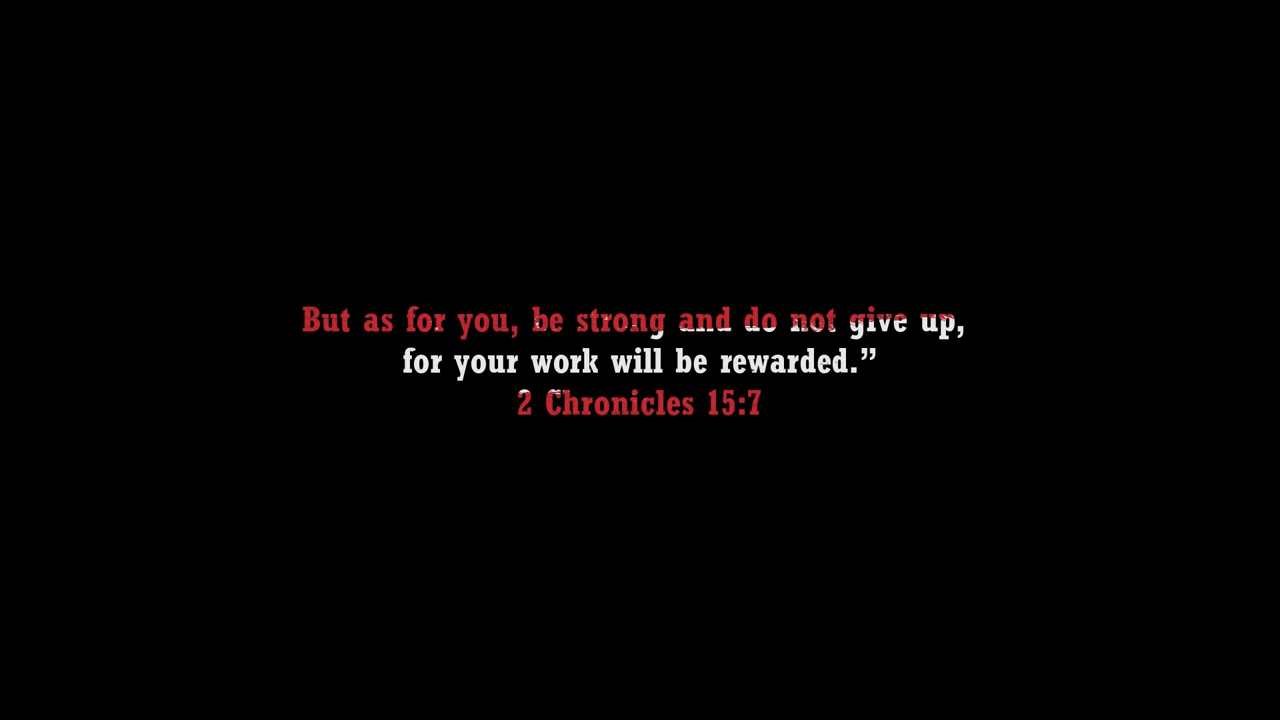 But as for you, be strong and do not give up,
for your work will be rewarded.”
2 Chronicles 15:7